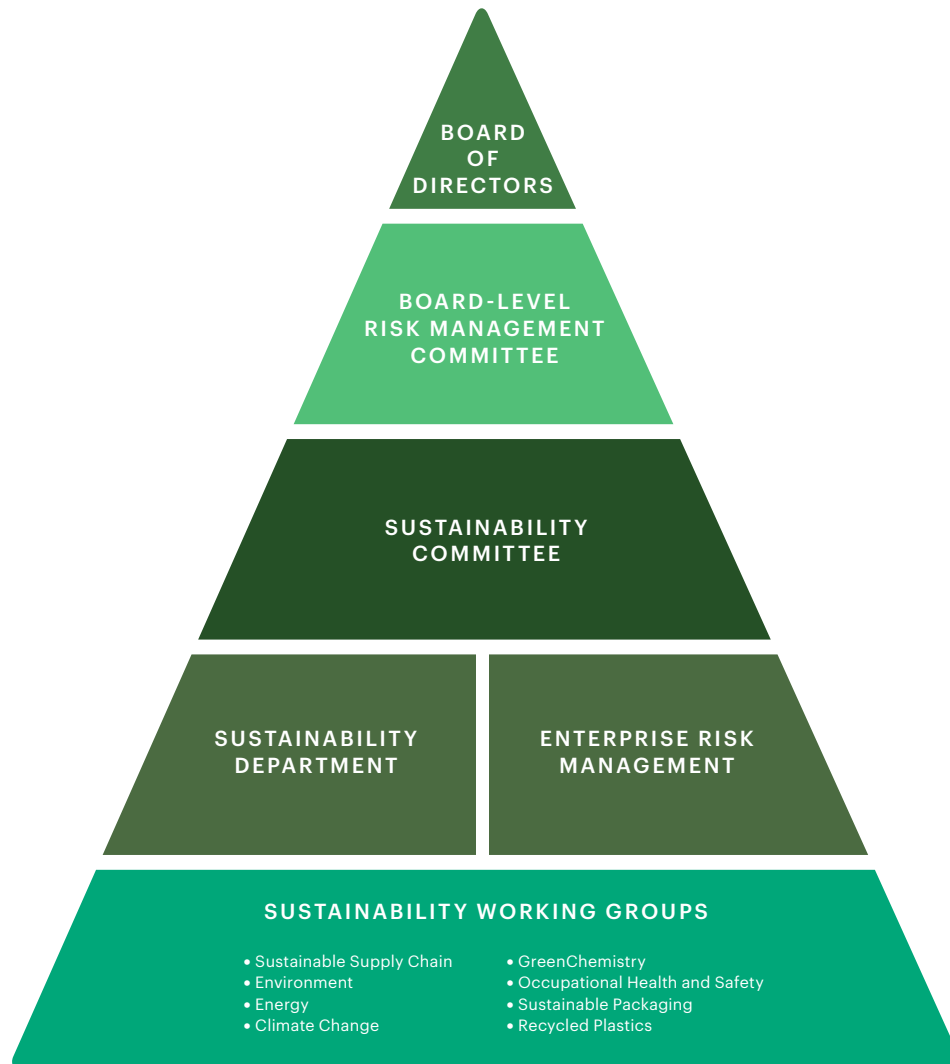 BOARD
OF
DIRECTORS
BOARD-LEVEL
RISK MANAGEMENT
COMMITTEE
SUSTAINABILITY
COMMITTEE
SUSTAINABILITY
DEPARTMENT
ENTERPRISE RISK
MANAGEMENT
SUSTAINABILITY WORKING GROUPS
• Sustainable Supply Chain
• Environment
• Energy
• Climate Change
• GreenChemistry
• Occupational Health and Safety
• Sustainable Packaging
• Recycled Plastics